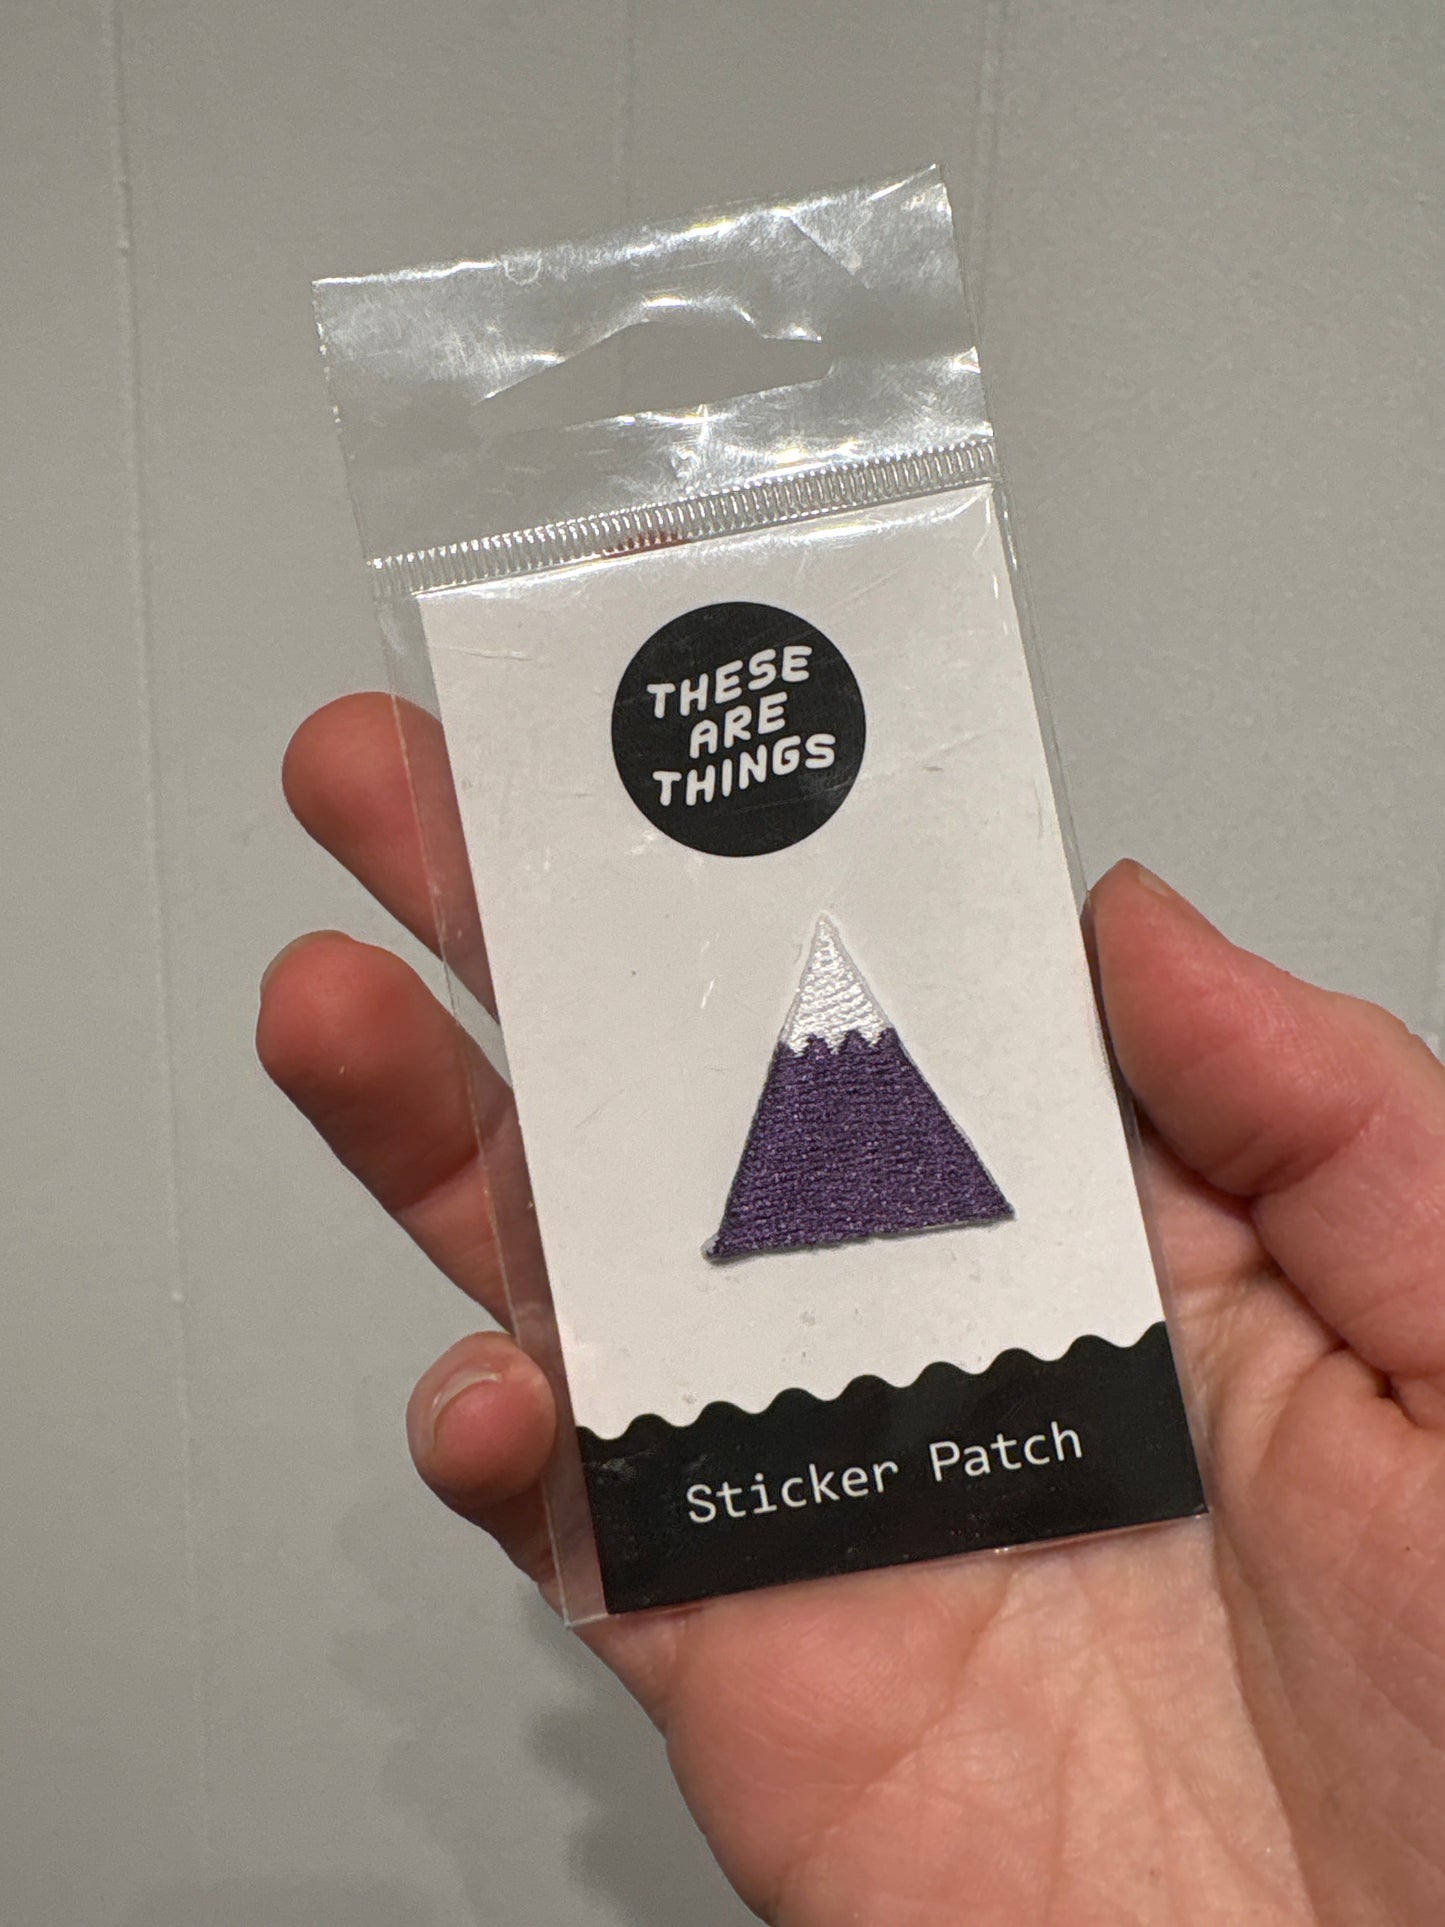 THESE
ARE
THINGS
Sticker Patch